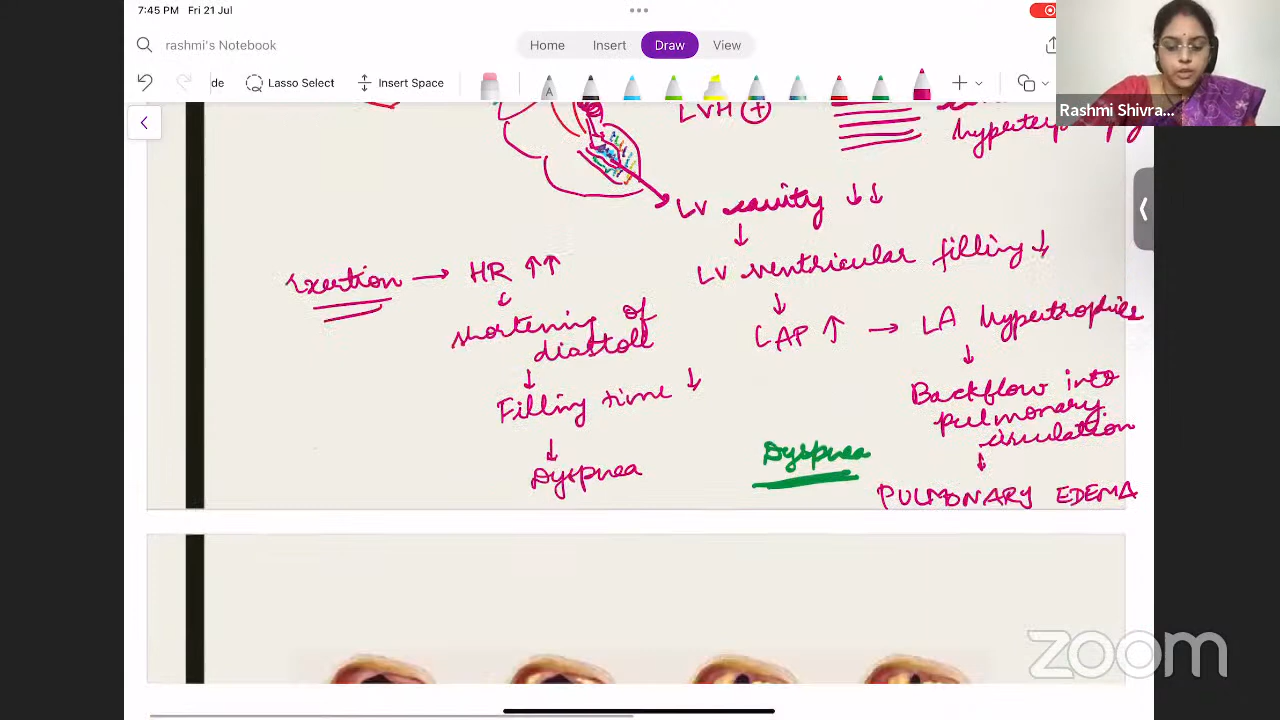 7:45 PM Fri 21 Jul
rashmi's Notebook
Home Insert Draw View
de Lasso Select Insert Space
Rashmi Shivra...
LVH +
LV cavity ↓↓
↓
LV ventricular filling ↓
↓
LAP ↑ → LA hypertrophies
↓
Backflow into
pulmonary
circulation
↓
PULMONARY EDEMA
Dyspnea
Exertion → HR ↑↑
shortening of
diastole
↓
Filling time ↓
↓
Dyspnea
zoom